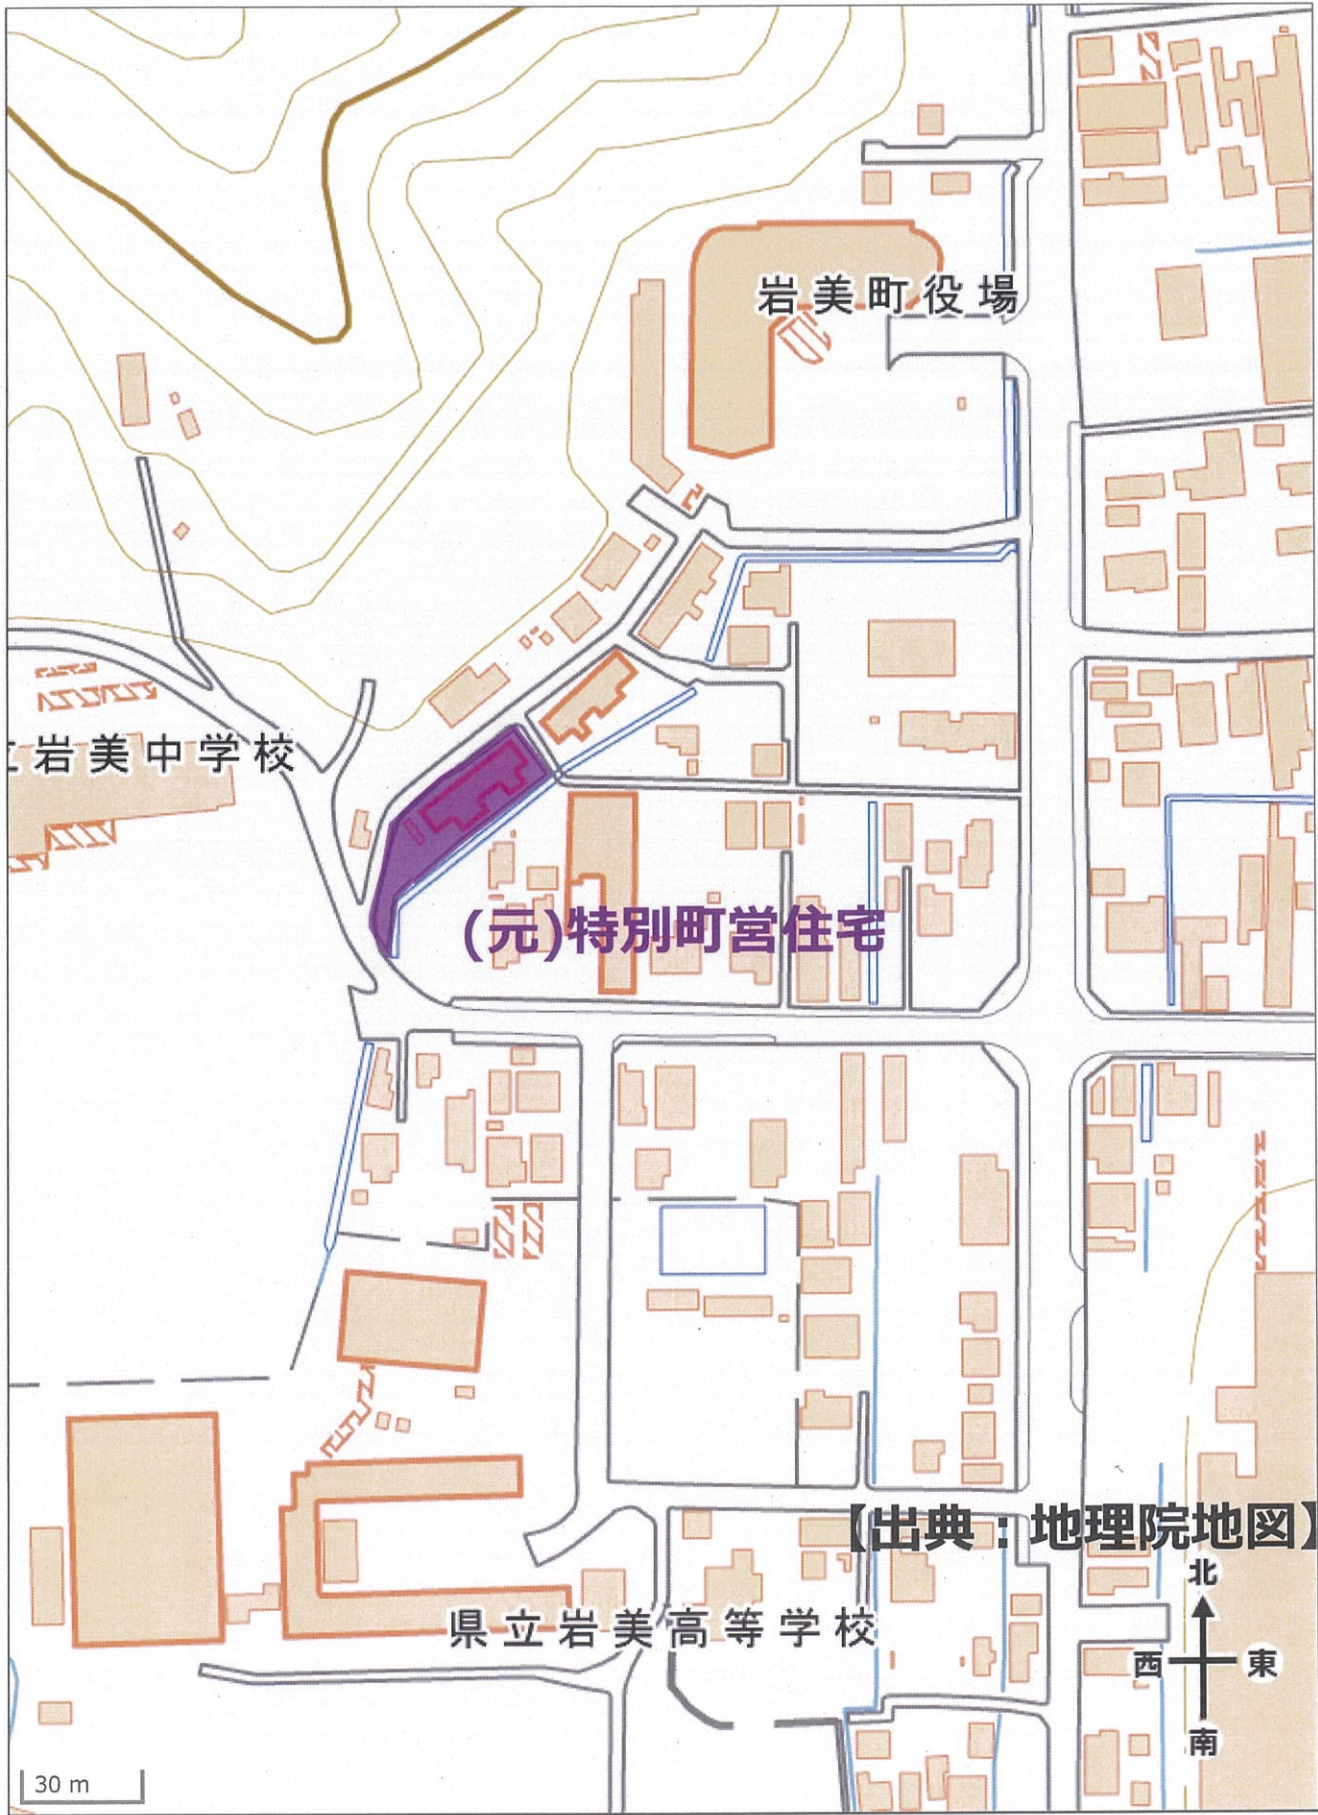 岩美町役場
立岩美中学校
(元)特別町営住宅
【出典：地理院地図】
北
県立岩美高等学校
西
東
南
30 m